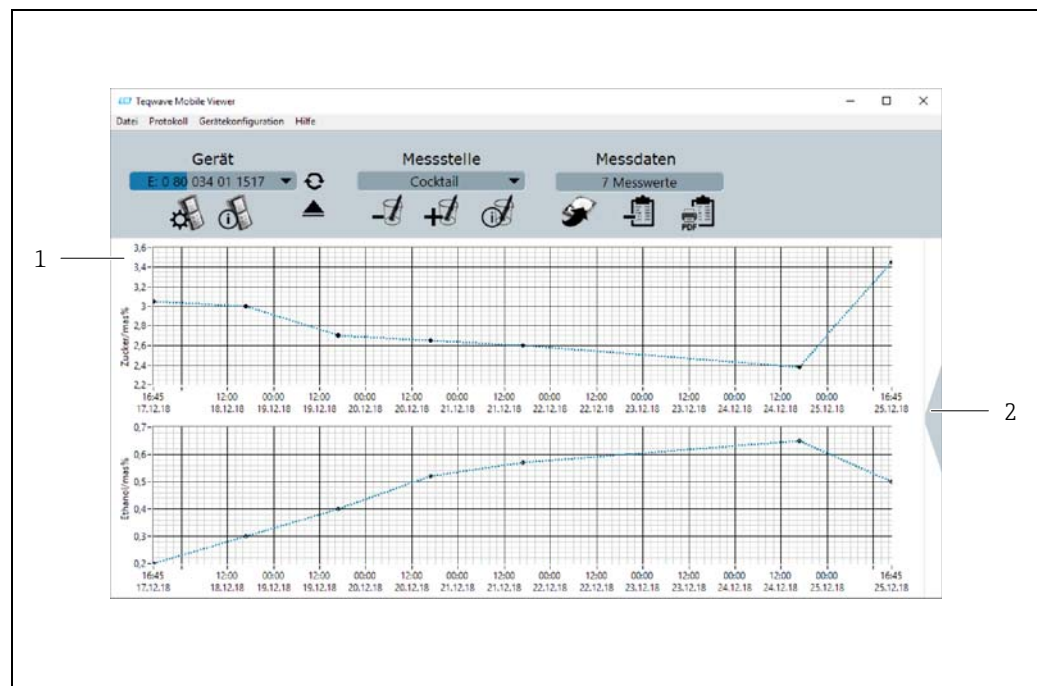 Teqwave Mobile Viewer
Datei Protokoll Gerätekonfiguration Hilfe
Gerät Messstelle Messdaten
E: 0 80 034 01 1517 Cocktail 7 Messwerte
PDF
1
3,6
3,4
3,2
3
2,8
2,6
2,4
2,2
Zucker/mas%
16:45 12:00 00:00 12:00 00:00 12:00 00:00 12:00 00:00 12:00 00:00 12:00 00:00 12:00 00:00 16:45
17.12.18 18.12.18 19.12.18 19.12.18 20.12.18 20.12.18 21.12.18 21.12.18 22.12.18 22.12.18 23.12.18 23.12.18 24.12.18 24.12.18 25.12.18 25.12.18
2
0,7
0,6
0,5
0,4
0,3
0,2
Ethanol/mas%
16:45 12:00 00:00 12:00 00:00 12:00 00:00 12:00 00:00 12:00 00:00 12:00 00:00 12:00 00:00 16:45
17.12.18 18.12.18 19.12.18 19.12.18 20.12.18 20.12.18 21.12.18 21.12.18 22.12.18 22.12.18 23.12.18 23.12.18 24.12.18 24.12.18 25.12.18 25.12.18